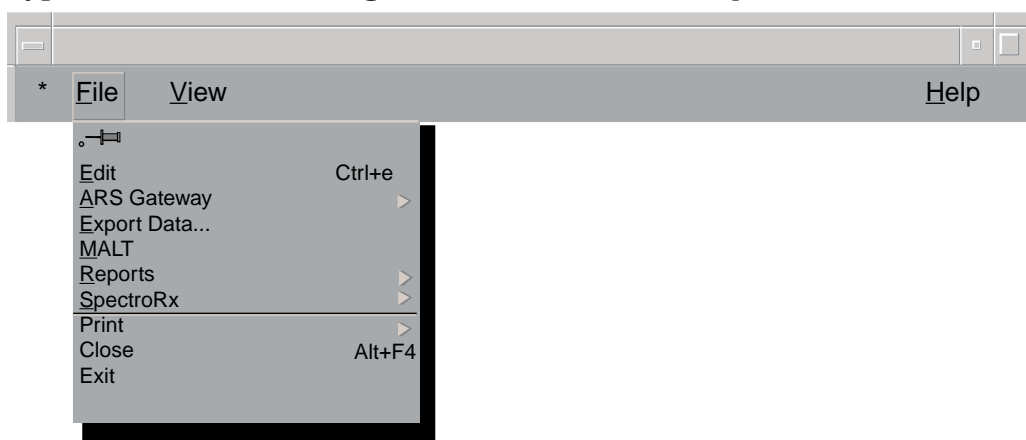 * File View Help
Edit Ctrl+e
ARS Gateway
Export Data...
MALT
Reports
SpectroRx
Print
Close Alt+F4
Exit